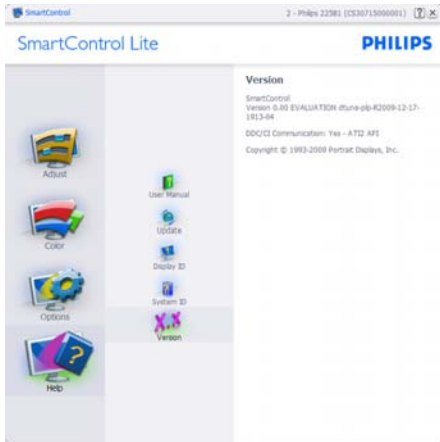 SmartControl
2 - Philips 225B1 (CS30715000001)
SmartControl Lite
PHILIPS
Adjust
Color
Options
Help
User Manual
Update
Display ID
System ID
Version
Version
SmartControl
Version 0.00 EVALUATION dtune-plp-R2009-12-17-
1913-04
DDC/CI Communication: Yes - ATI2 API
Copyright © 1993-2009 Portrait Displays, Inc.